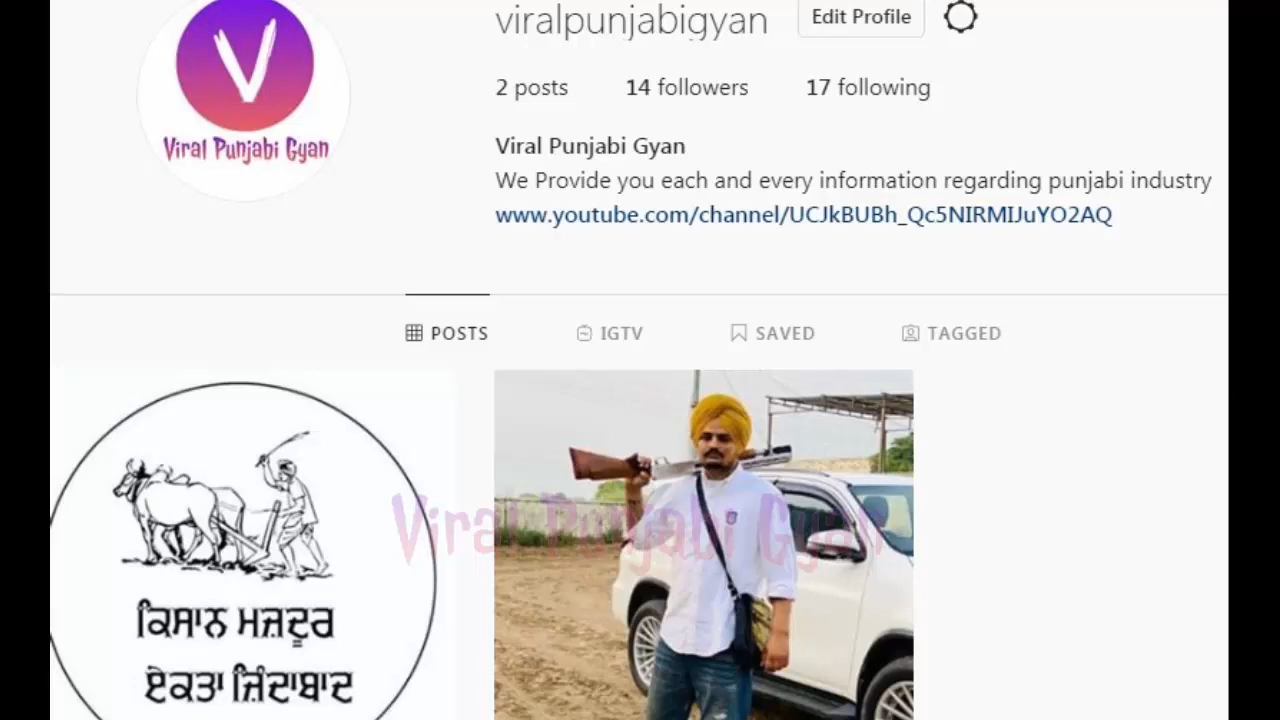 viralpunjabigyan Edit Profile
2 posts 14 followers 17 following
V
Viral Punjabi Gyan
Viral Punjabi Gyan
We Provide you each and every information regarding punjabi industry
www.youtube.com/channel/UCJkBUBh_Qc5NIRMIJuYO2AQ
POSTS IGTV SAVED TAGGED
ਕਿਸਾਨ ਮਜ਼ਦੂਰ
ਏਕਤਾ ਜ਼ਿੰਦਾਬਾਦ
Viral Punjabi Gyan